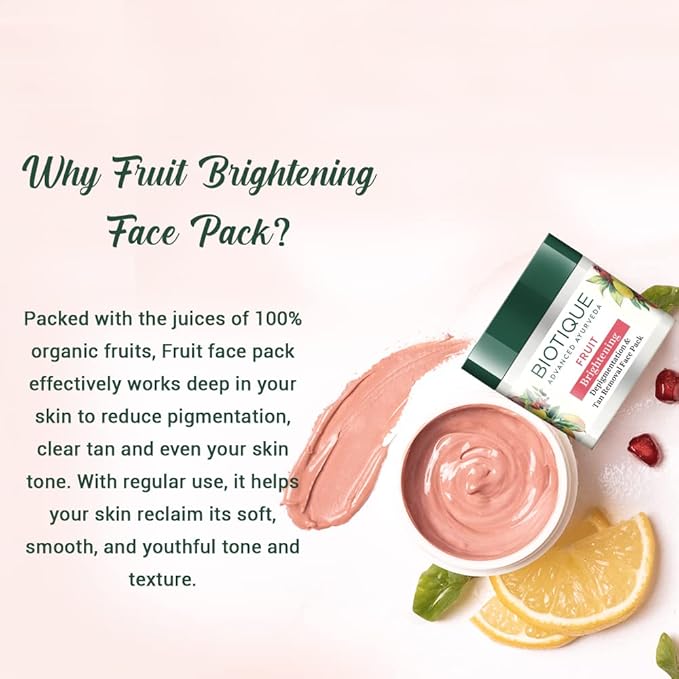 Why Fruit Brightening
Face Pack?
Packed with the juices of 100%
organic fruits, Fruit face pack
effectively works deep in your
skin to reduce pigmentation,
clear tan and even your skin
tone. With regular use, it helps
your skin reclaim its soft,
smooth, and youthful tone and
texture.
BIOTIQUE
ADVANCED AYURVEDA
FRUIT
Brightening
Depigmentation &
Tan Removal Face Pack